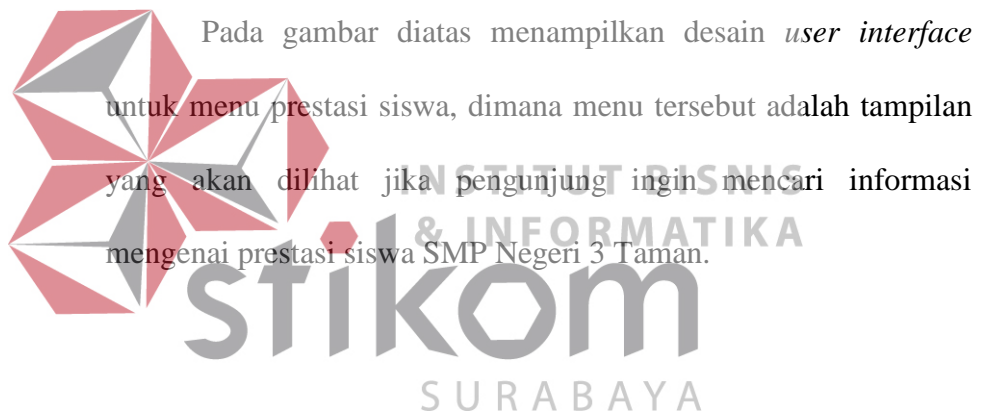 Pada gambar diatas menampilkan desain user interface
untuk menu prestasi siswa, dimana menu tersebut adalah tampilan
yang akan dilihat jika pengunjung ingin mencari informasi
mengenai prestasi siswa SMP Negeri 3 Taman.
INSTITUT BISNIS
& INFORMATIKA
stikom
SURABAYA